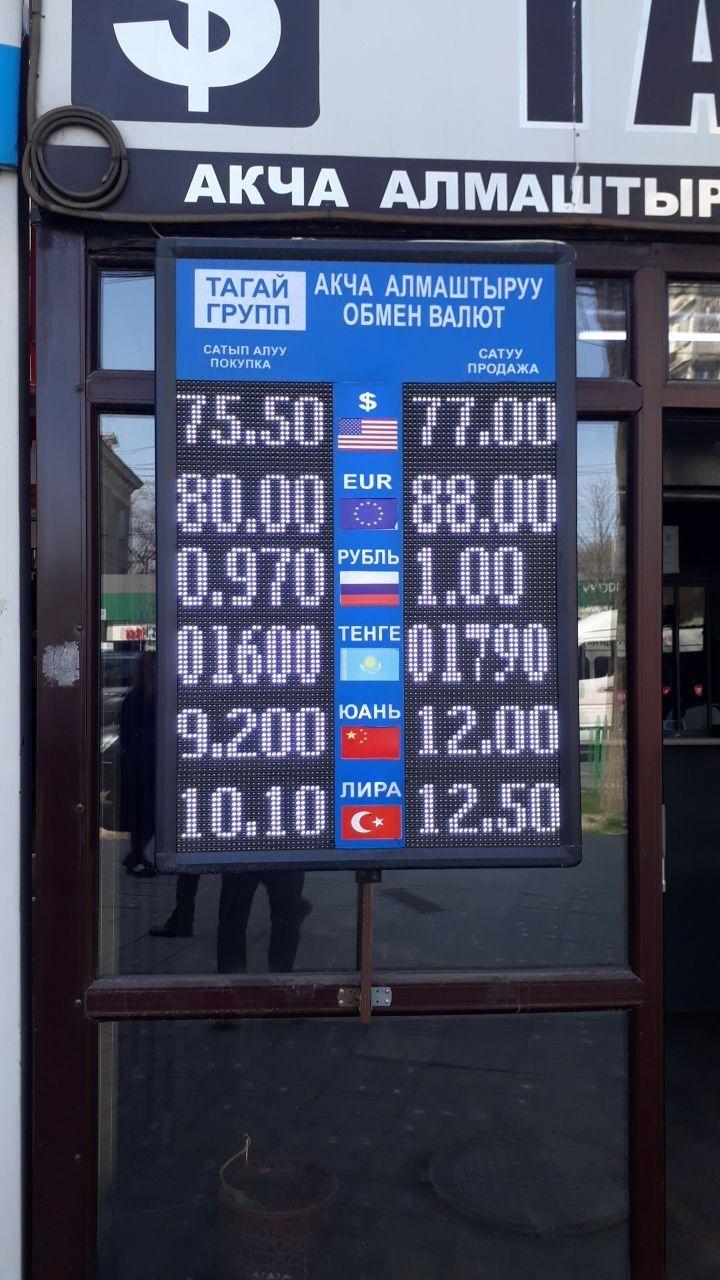 $ ТА
АКЧА АЛМАШТЫР
ТАГАЙ ГРУПП
АКЧА АЛМАШТЫРУУ
ОБМЕН ВАЛЮТ
САТЫП АЛУУ
ПОКУПКА
САТУУ
ПРОДАЖА
75.50 $ 77.00
80.00 EUR 88.00
0.970 РУБЛЬ 1.00
01600 ТЕНГЕ 01790
9.200 ЮАНЬ 12.00
10.10 ЛИРА 12.50